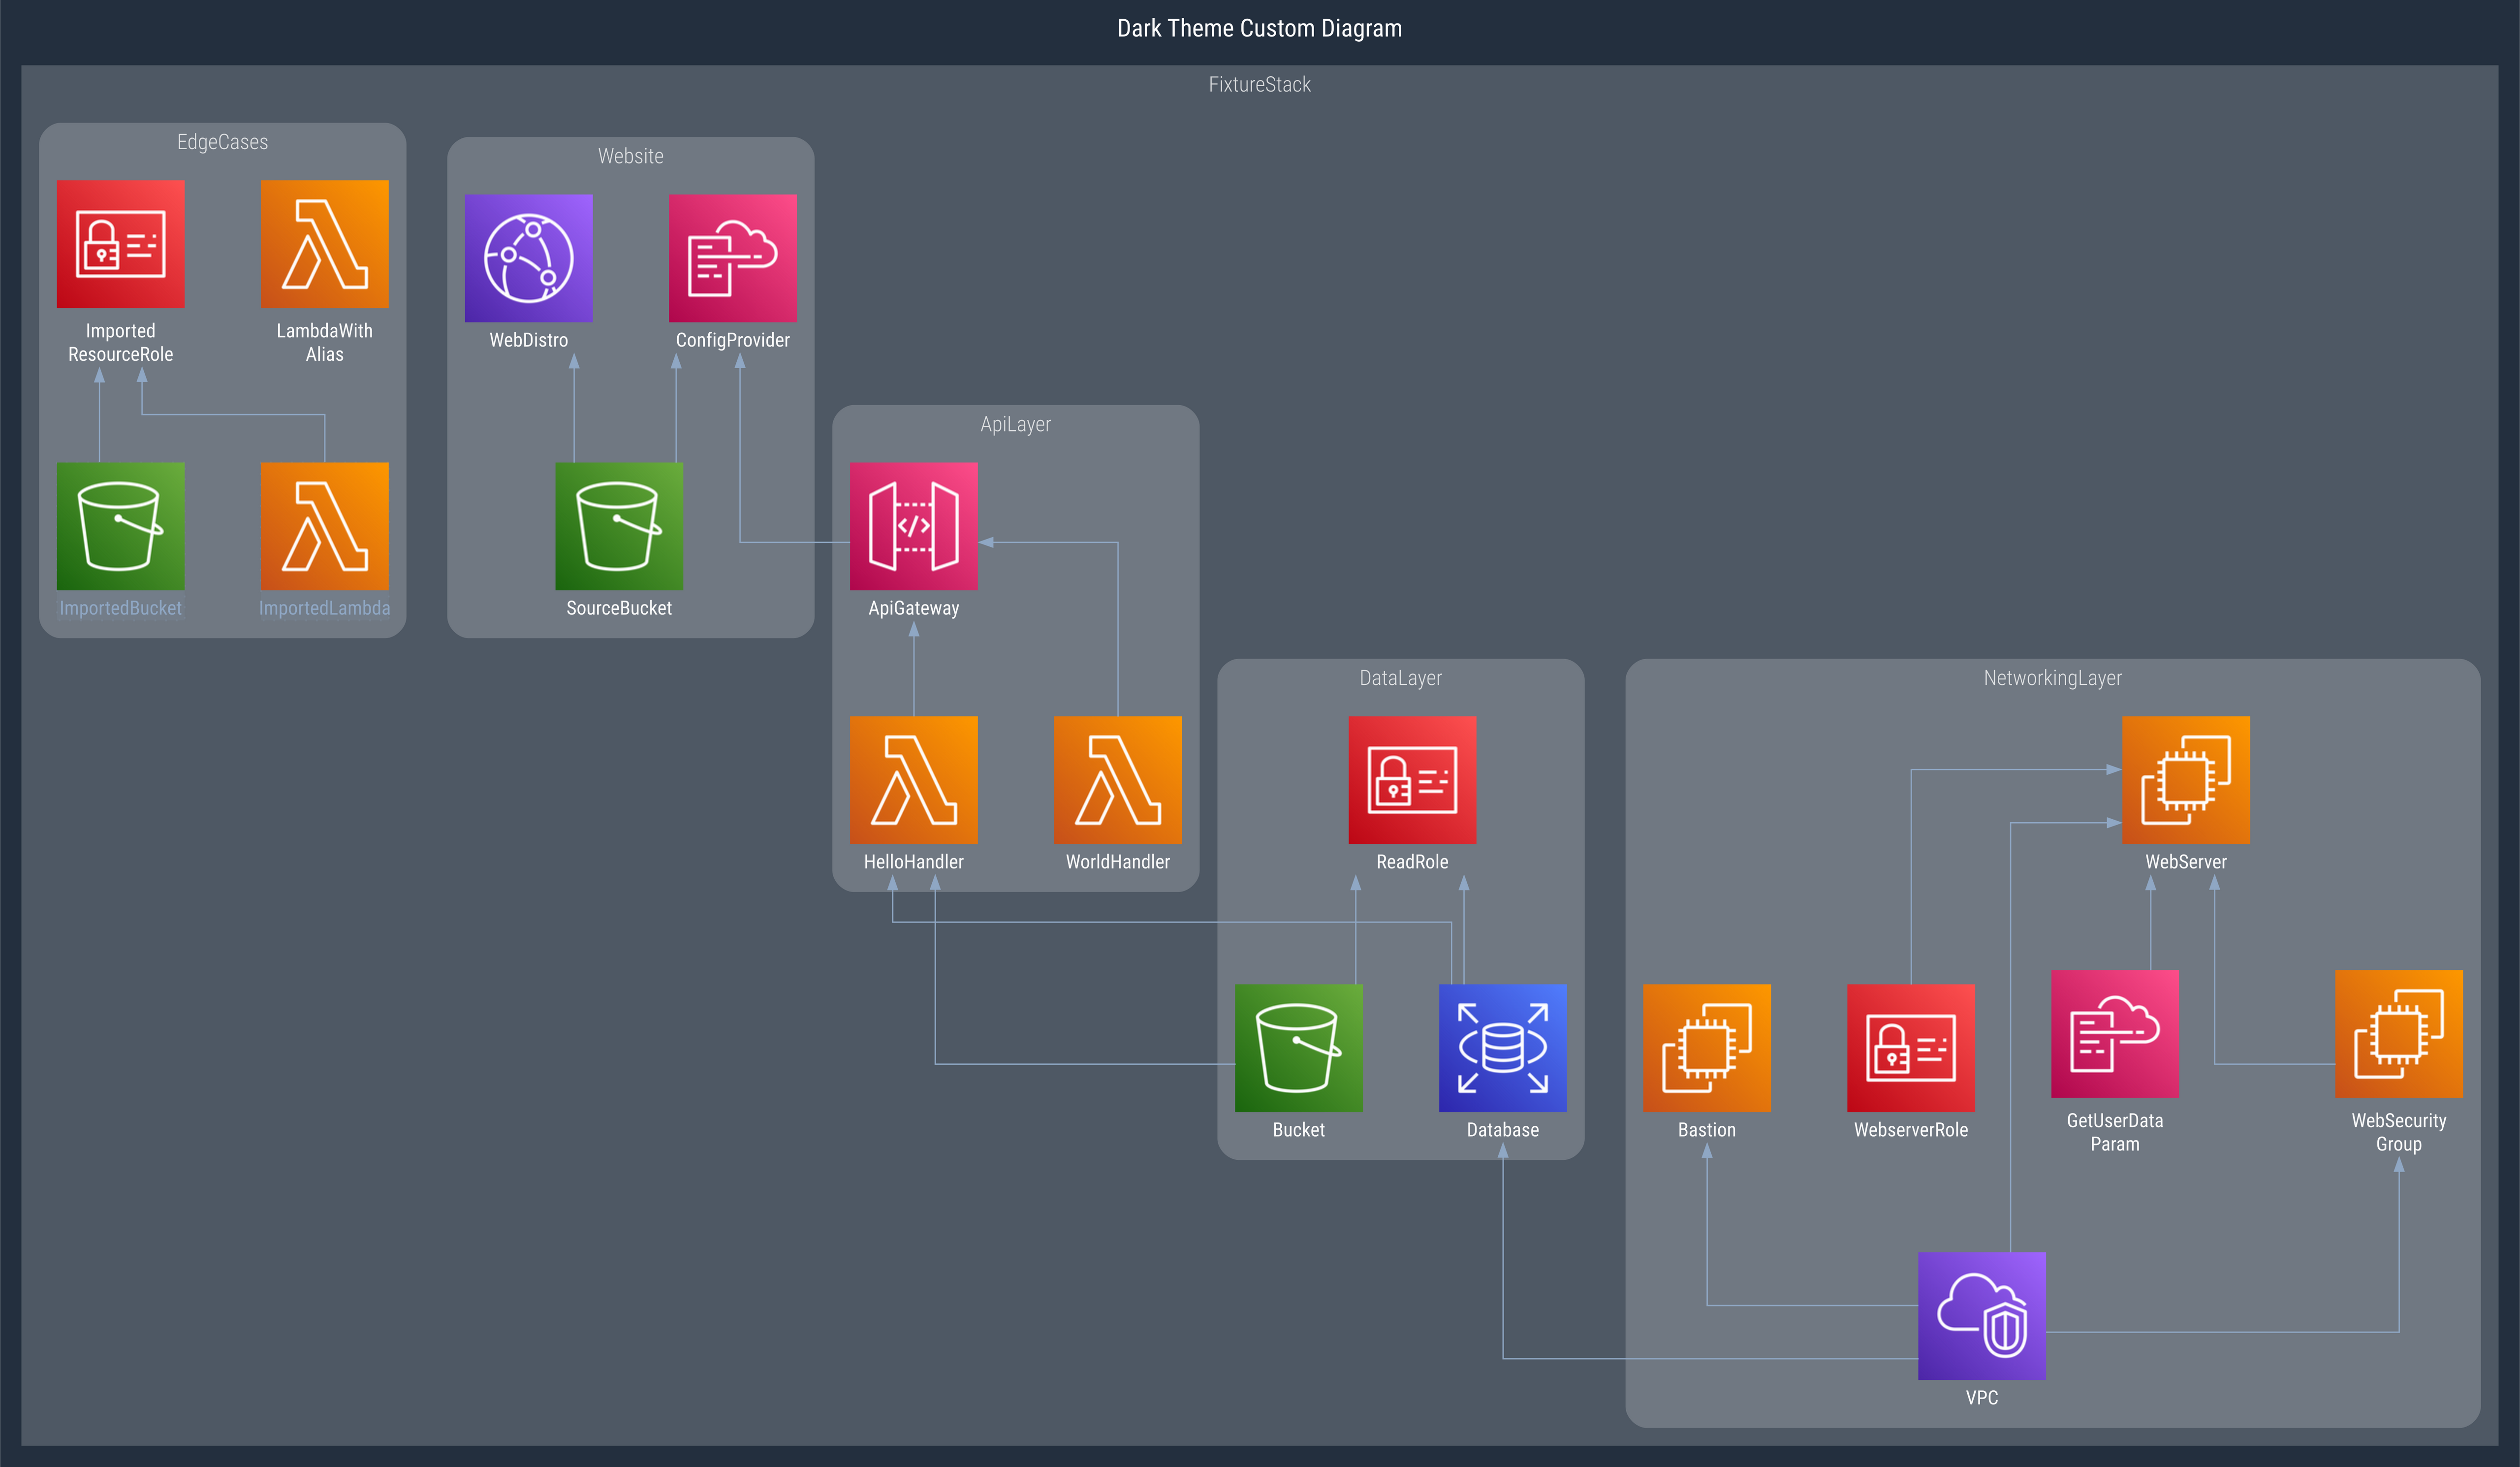 Dark Theme Custom Diagram
FixtureStack
EdgeCases
Imported
ResourceRole
LambdaWith
Alias
ImportedBucket
ImportedLambda
Website
WebDistro
ConfigProvider
SourceBucket
ApiLayer
</>
ApiGateway
HelloHandler
WorldHandler
DataLayer
ReadRole
Bucket
Database
NetworkingLayer
WebServer
Bastion
WebserverRole
GetUserData
Param
WebSecurity
Group
VPC